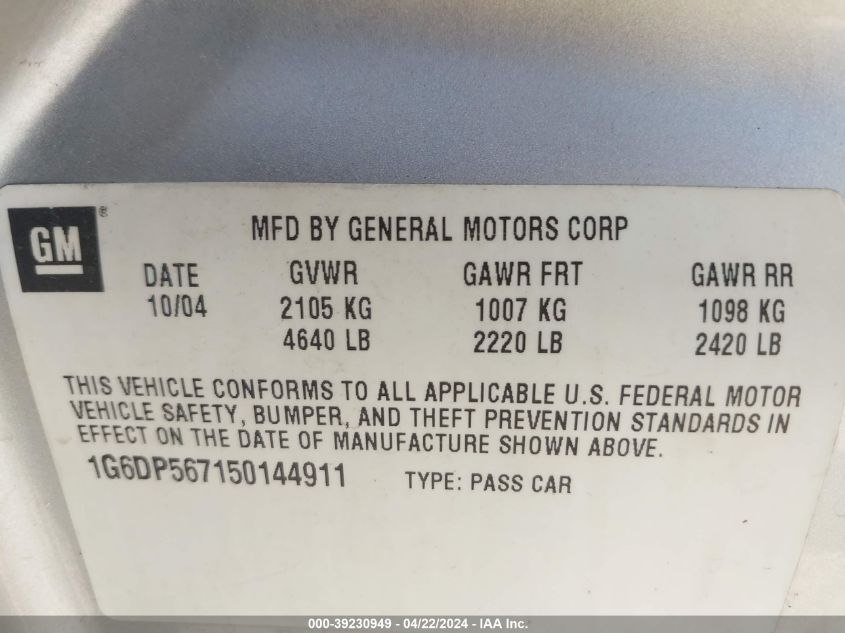 GM ®
MFD BY GENERAL MOTORS CORP
DATE GVWR GAWR FRT GAWR RR
10/04 2105 KG 1007 KG 1098 KG
4640 LB 2220 LB 2420 LB
THIS VEHICLE CONFORMS TO ALL APPLICABLE U.S. FEDERAL MOTOR
VEHICLE SAFETY, BUMPER, AND THEFT PREVENTION STANDARDS IN
EFFECT ON THE DATE OF MANUFACTURE SHOWN ABOVE.
1G6DP567150144911 TYPE: PASS CAR
000-39230949 - 04/22/2024 - IAA Inc.